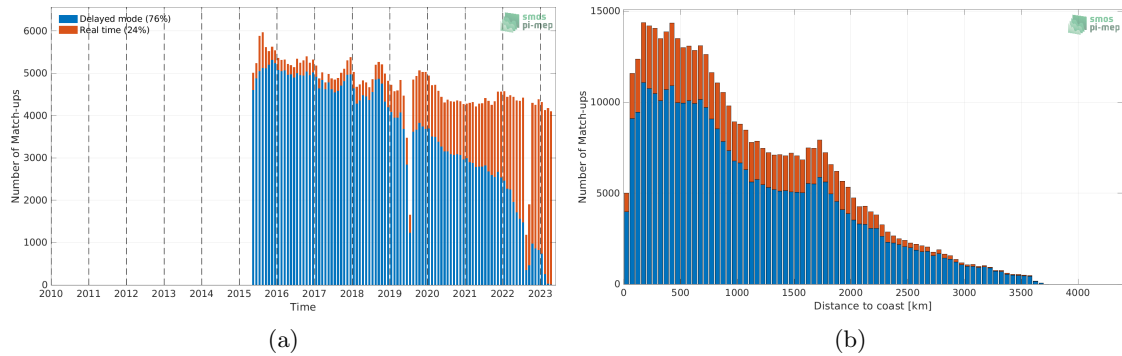 Delayed mode (76%)
Real time (24%)
smos
pi-mep
6000
5000
4000
3000
2000
1000
0
Number of Match-ups
2010 2011 2012 2013 2014 2015 2016 2017 2018 2019 2020 2021 2022 2023
Time
(a)
smos
pi-mep
15000
10000
5000
0
Number of Match-ups
0 500 1000 1500 2000 2500 3000 3500 4000
Distance to coast [km]
(b)